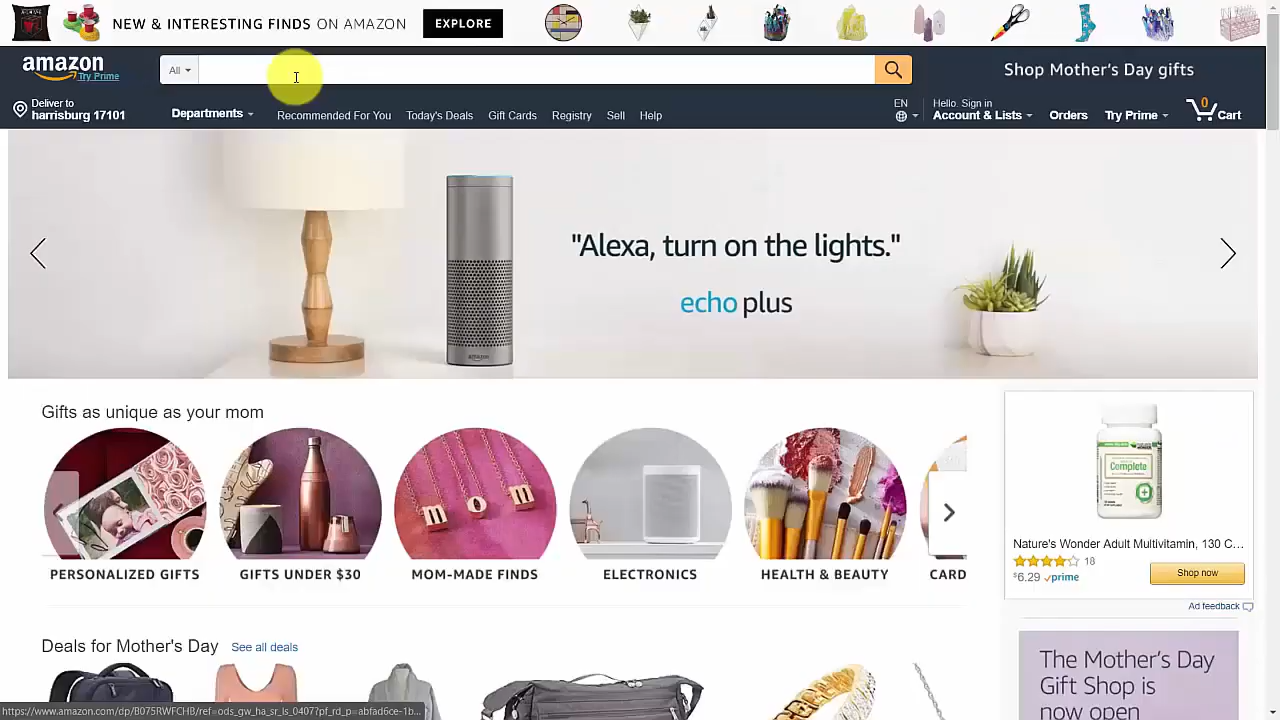 NEW & INTERESTING FINDS ON AMAZON
EXPLORE
amazon
Try Prime
All
Shop Mother's Day gifts
Deliver to
harrisburg 17101
Departments
Recommended For You
Today's Deals
Gift Cards
Registry
Sell
Help
EN
Hello. Sign in
Account & Lists
Orders
Try Prime
0
Cart
"Alexa, turn on the lights."
echo plus
amazon
Gifts as unique as your mom
PERSONALIZED GIFTS
GIFTS UNDER $30
MOM-MADE FINDS
ELECTRONICS
HEALTH & BEAUTY
CARD
Complete
Nature's Wonder Adult Multivitamin, 130 C...
18
$6.29 prime
Shop now
Ad feedback
Deals for Mother's Day
See all deals
The Mother's Day
Gift Shop is
now open
https://www.amazon.com/dp/B075RWFCHB/ref=ods_gw_ha_sr_ls_0407?pf_rd_p=abfad6ce-1b...